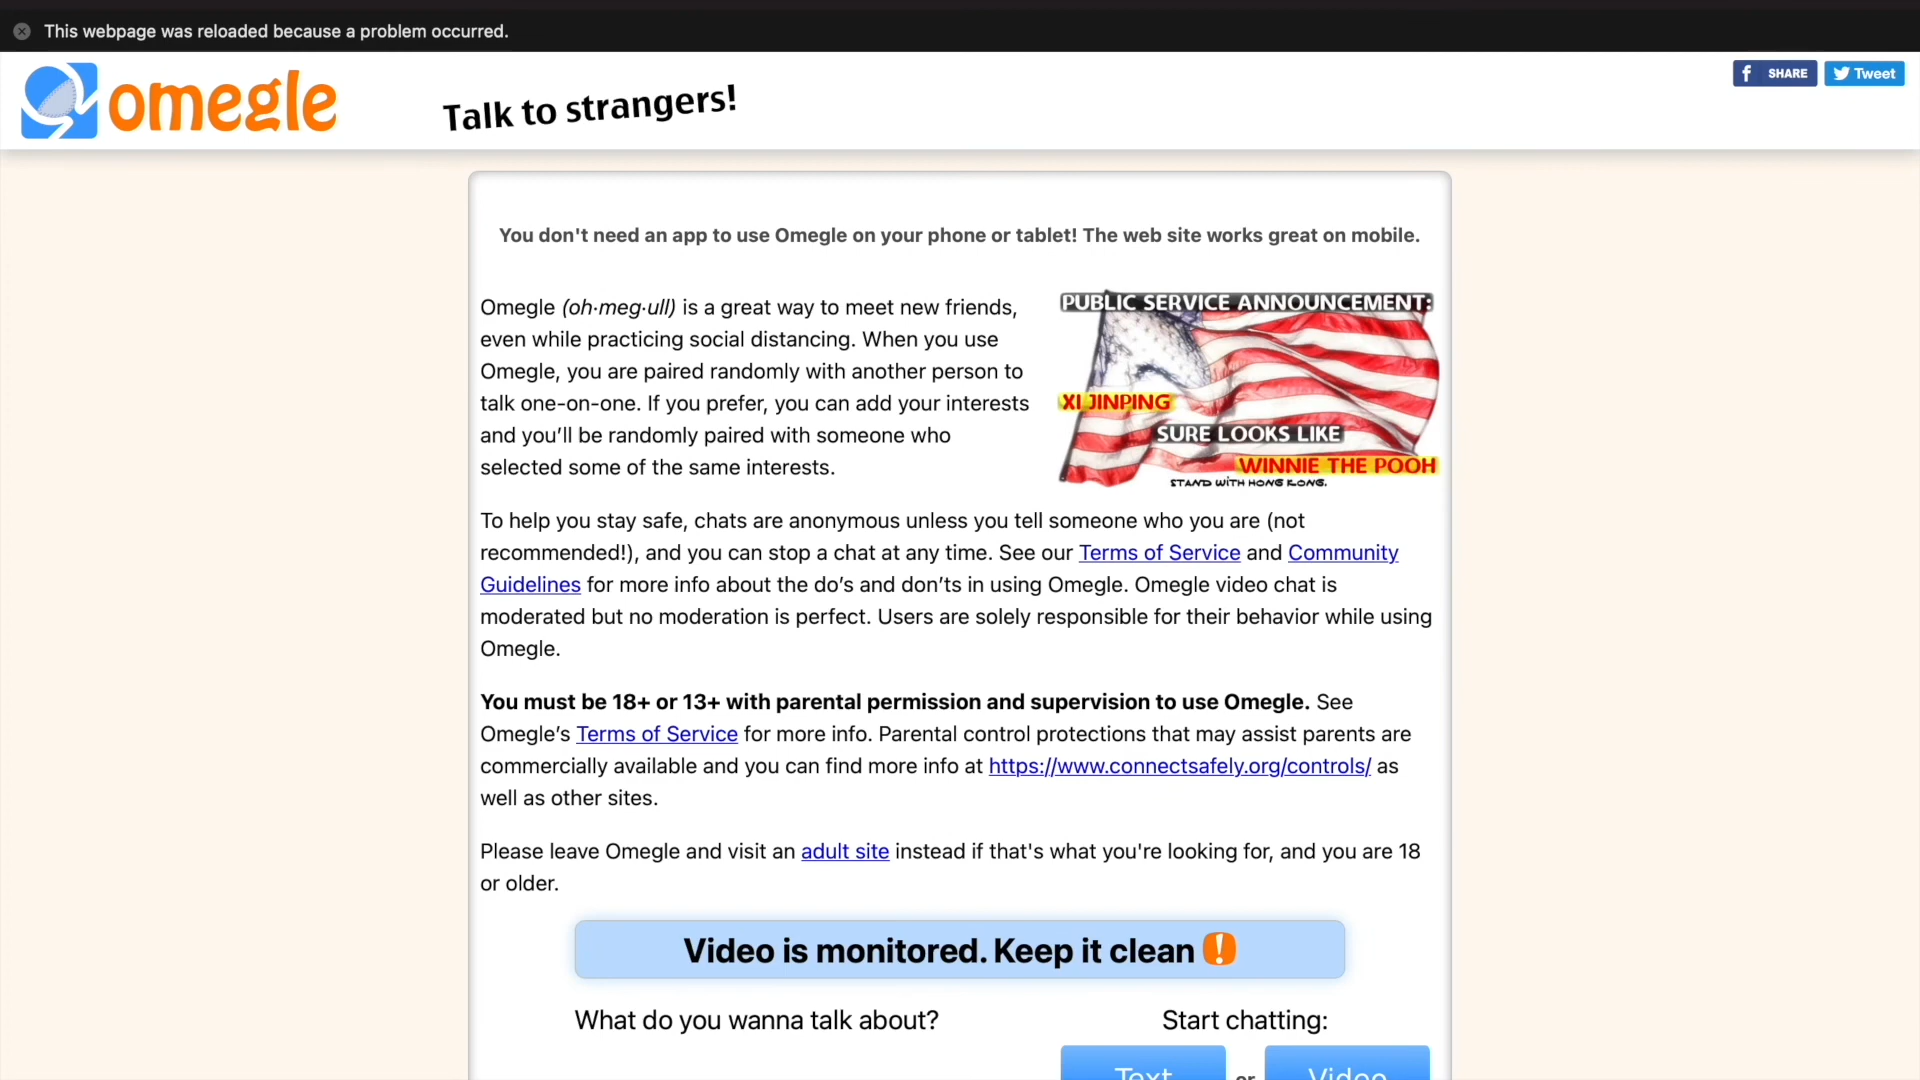 This webpage was reloaded because a problem occurred.
omegle
Talk to strangers!
SHARE
Tweet
You don't need an app to use Omegle on your phone or tablet! The web site works great on mobile.
Omegle (oh·meg·ull) is a great way to meet new friends,
even while practicing social distancing. When you use
Omegle, you are paired randomly with another person to
talk one-on-one. If you prefer, you can add your interests
and you’ll be randomly paired with someone who
selected some of the same interests.
PUBLIC SERVICE ANNOUNCEMENT:
XI JINPING
SURE LOOKS LIKE
WINNIE THE POOH
STAND WITH HONG KONG.
To help you stay safe, chats are anonymous unless you tell someone who you are (not
recommended!), and you can stop a chat at any time. See our Terms of Service and Community
Guidelines for more info about the do’s and don’ts in using Omegle. Omegle video chat is
moderated but no moderation is perfect. Users are solely responsible for their behavior while using
Omegle.
You must be 18+ or 13+ with parental permission and supervision to use Omegle. See
Omegle’s Terms of Service for more info. Parental control protections that may assist parents are
commercially available and you can find more info at https://www.connectsafely.org/controls/ as
well as other sites.
Please leave Omegle and visit an adult site instead if that's what you're looking for, and you are 18
or older.
Video is monitored. Keep it clean !
What do you wanna talk about?
Start chatting:
Text or Video